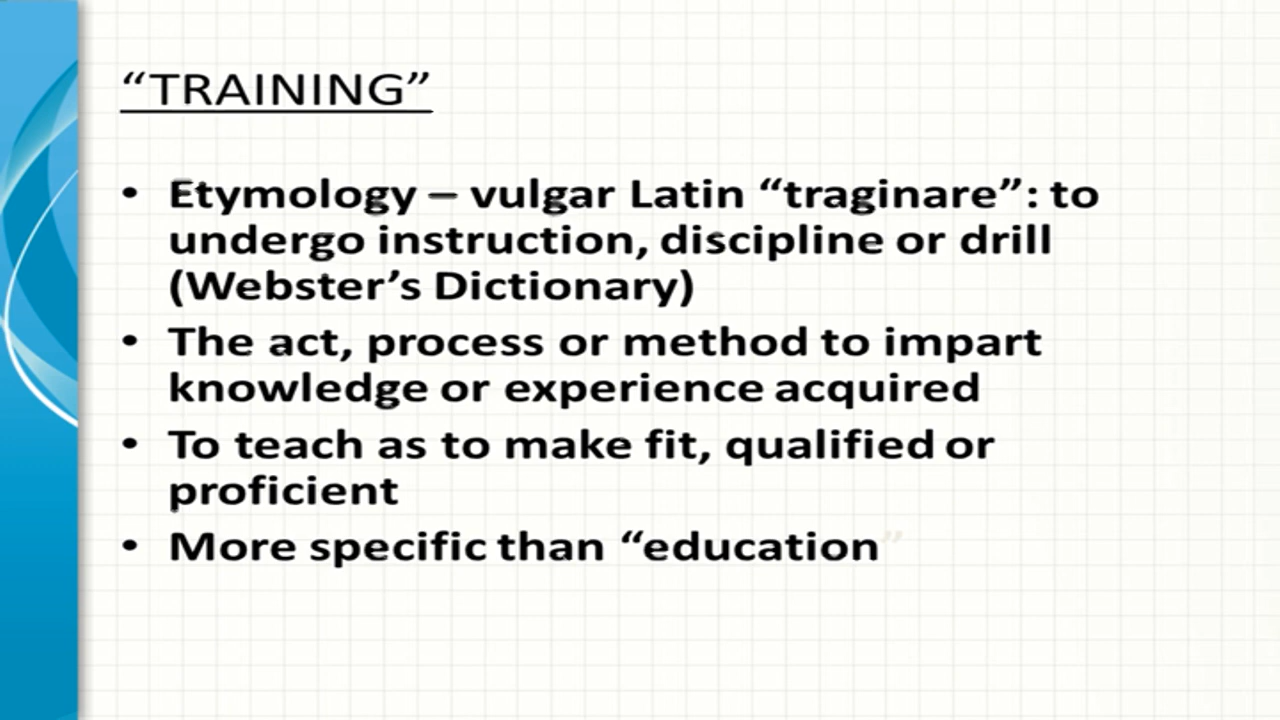 “TRAINING”
• Etymology – vulgar Latin “traginare”: to
undergo instruction, discipline or drill
(Webster’s Dictionary)
• The act, process or method to impart
knowledge or experience acquired
• To teach as to make fit, qualified or
proficient
• More specific than “education”